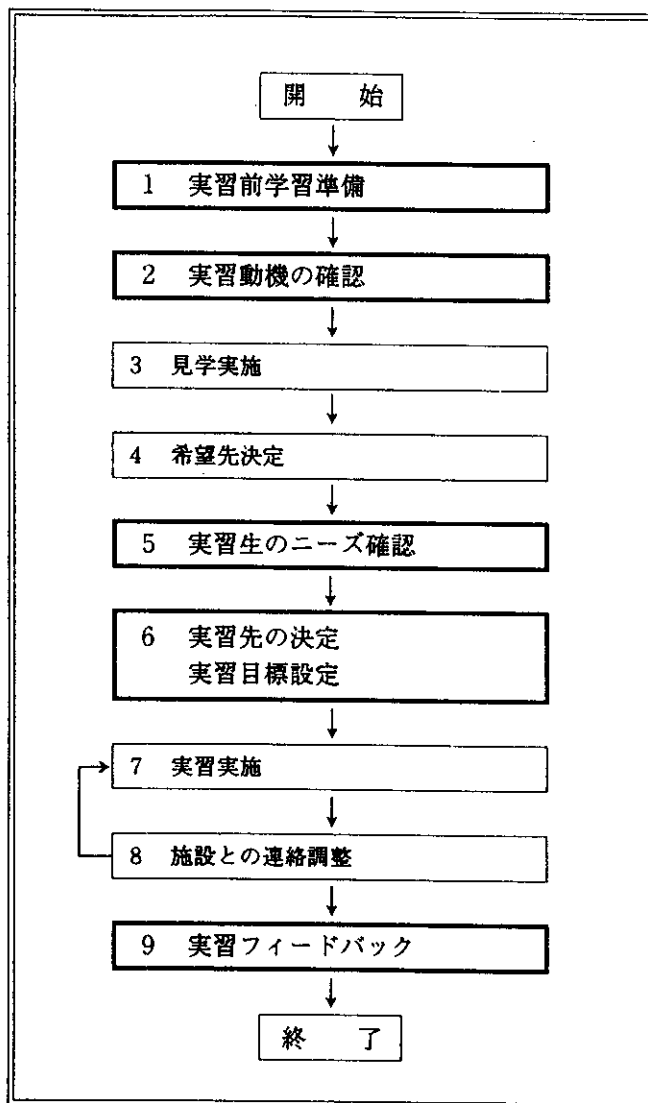 開　始
1　実習前学習準備
2　実習動機の確認
3　見学実施
4　希望先決定
5　実習生のニーズ確認
6　実習先の決定
実習目標設定
7　実習実施
8　施設との連絡調整
9　実習フィードバック
終　了